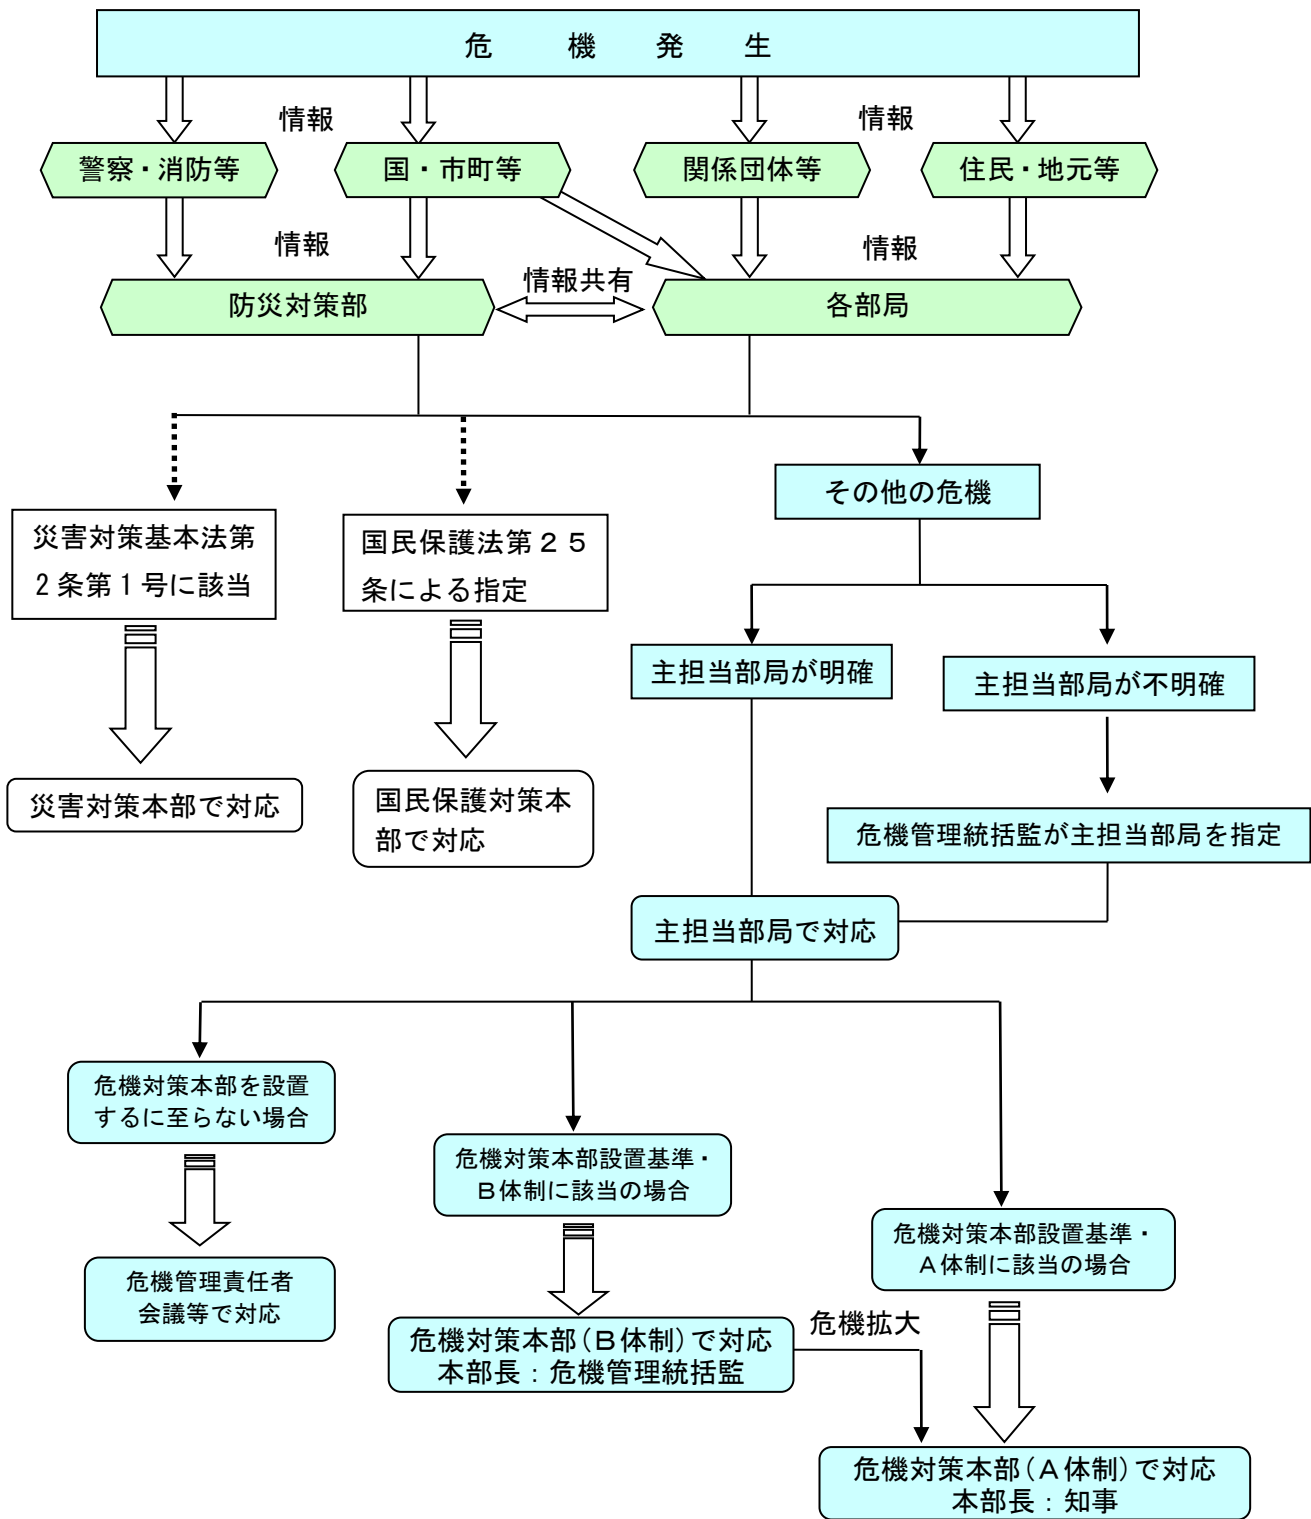 危機発生
情報
情報
警察・消防等
国・市町等
関係団体等
住民・地元等
情報
情報
情報共有
防災対策部
各部局
その他の危機
災害対策基本法第
2条第1号に該当
国民保護法第25
条による指定
主担当部局が明確
主担当部局が不明確
災害対策本部で対応
国民保護対策本
部で対応
危機管理統括監が主担当部局を指定
主担当部局で対応
危機対策本部を設置
するに至らない場合
危機対策本部設置基準・
B体制に該当の場合
危機対策本部設置基準・
A体制に該当の場合
危機管理責任者
会議等で対応
危機対策本部(B体制)で対応
本部長:危機管理統括監
危機拡大
危機対策本部(A体制)で対応
本部長:知事